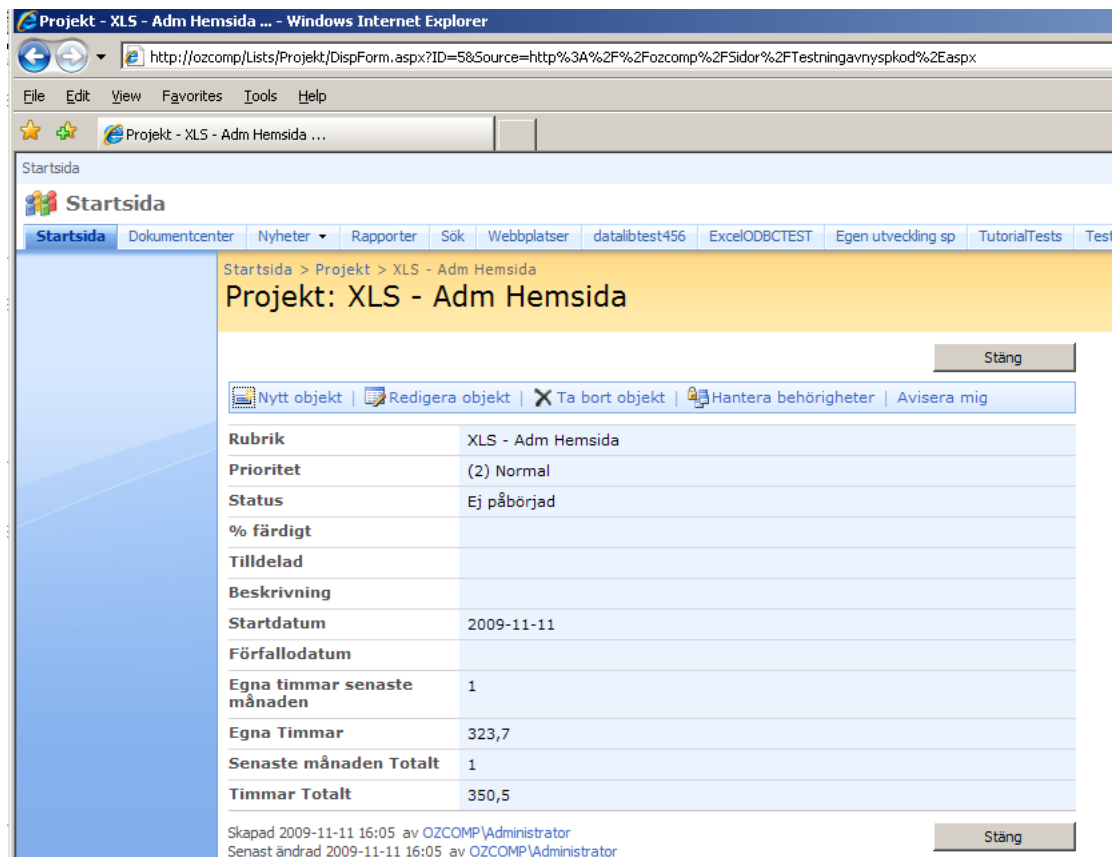 Projekt - XLS - Adm Hemsida ... - Windows Internet Explorer
http://ozcomp/Lists/Projekt/DispForm.aspx?ID=5&Source=http%3A%2F%2Fozcomp%2FSidor%2FTestningavnyspkod%2Easpx
File Edit View Favorites Tools Help
Projekt - XLS - Adm Hemsida ...
Startsida
Startsida
Startsida Dokumentcenter Nyheter Rapporter Sök Webbplatser datalibtest456 ExcelODBCTEST Egen utveckling sp TutorialTests Test
Startsida > Projekt > XLS - Adm Hemsida
Projekt: XLS - Adm Hemsida
Stäng
Nytt objekt | Redigera objekt | Ta bort objekt | Hantera behörigheter | Avisera mig
Rubrik XLS - Adm Hemsida
Prioritet (2) Normal
Status Ej påbörjad
% färdigt
Tilldelad
Beskrivning
Startdatum 2009-11-11
Förfallodatum
Egna timmar senaste 1
månaden
Egna Timmar 323,7
Senaste månaden Totalt 1
Timmar Totalt 350,5
Skapad 2009-11-11 16:05 av OZCOMP\Administrator Stäng
Senast ändrad 2009-11-11 16:05 av OZCOMP\Administrator